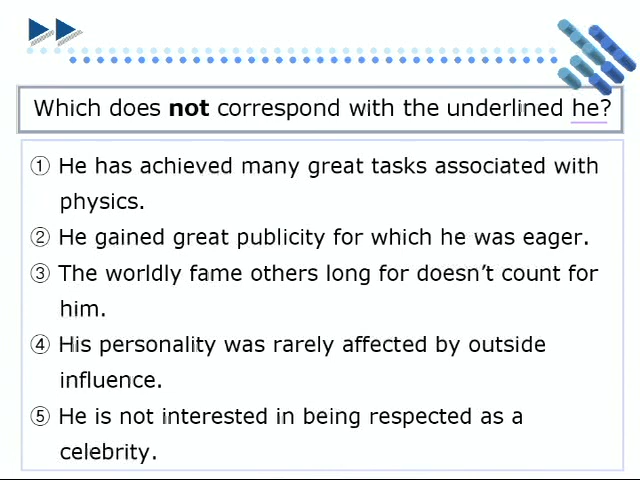 Which does not correspond with the underlined he?
① He has achieved many great tasks associated with
physics.
② He gained great publicity for which he was eager.
③ The worldly fame others long for doesn’t count for
him.
④ His personality was rarely affected by outside
influence.
⑤ He is not interested in being respected as a
celebrity.